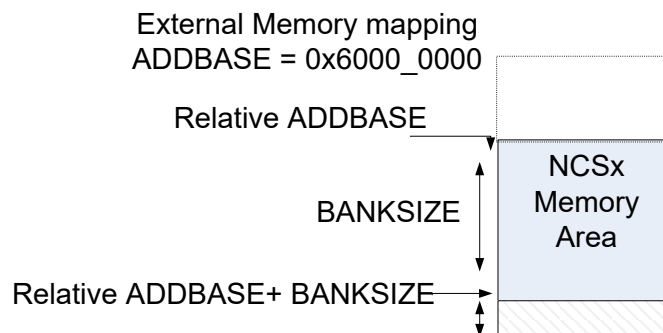 External Memory mapping
ADDBASE = 0x6000_0000
Relative ADDBASE
NCSx
Memory
Area
BANKSIZE
Relative ADDBASE+ BANKSIZE